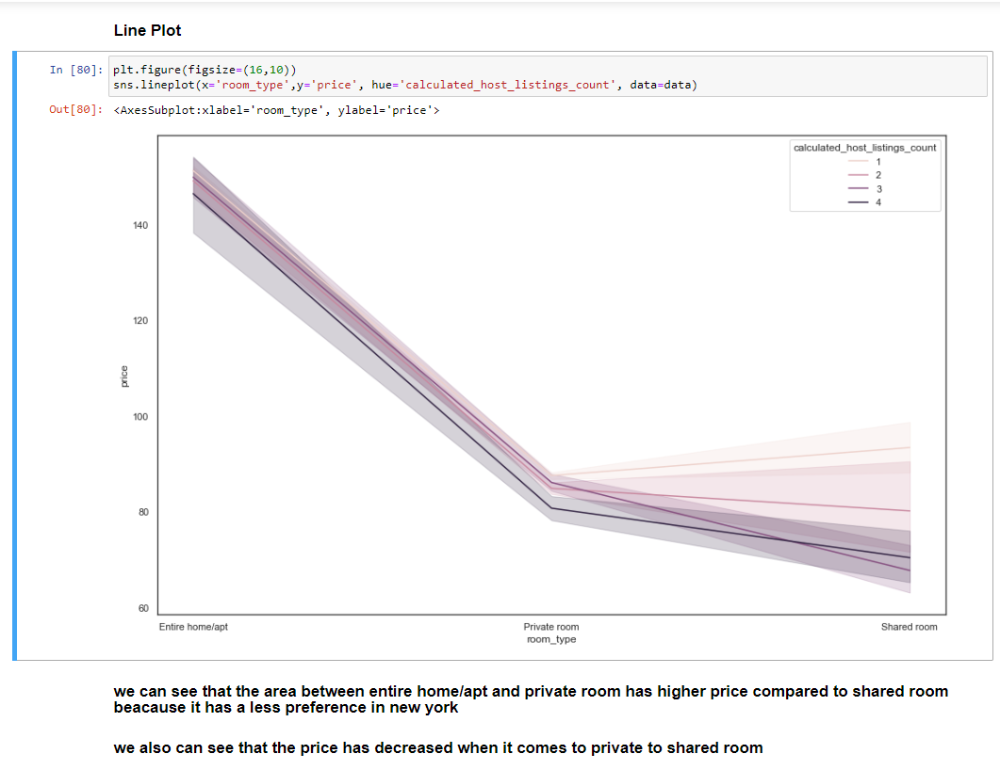 Line Plot
In [80]: plt.figure(figsize=(16,10))
sns.lineplot(x='room_type',y='price', hue='calculated_host_listings_count', data=data)
Out[80]: <AxesSubplot:xlabel='room_type', ylabel='price'>
calculated_host_listings_count
1
2
3
4
140
120
100
80
60
price
Entire home/apt Private room Shared room
room_type
we can see that the area between entire home/apt and private room has higher price compared to shared room
beacause it has a less preference in new york
we also can see that the price has decreased when it comes to private to shared room